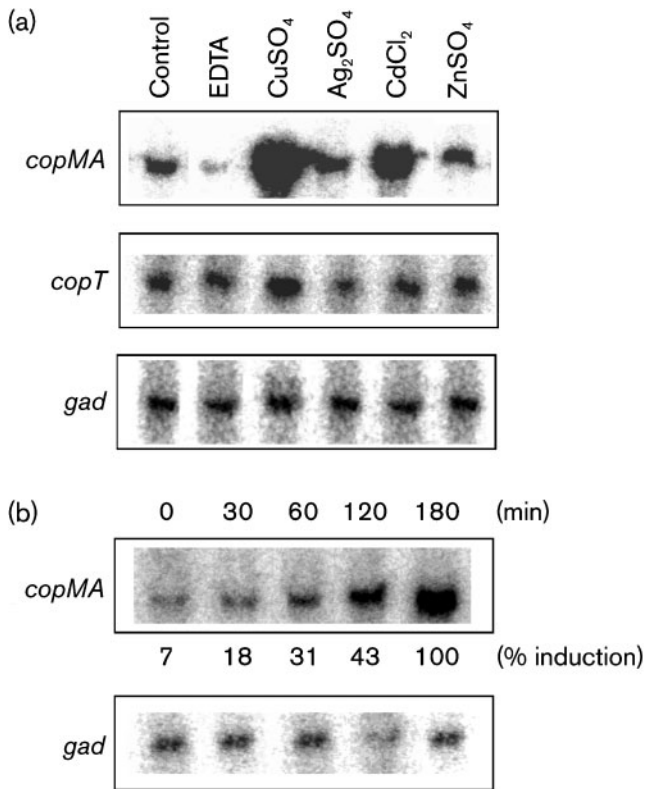 (a)
Control EDTA CuSO₄ Ag₂SO₄ CdCl₂ ZnSO₄
copMA
copT
gad
(b) 0 30 60 120 180 (min)
copMA
7 18 31 43 100 (% induction)
gad